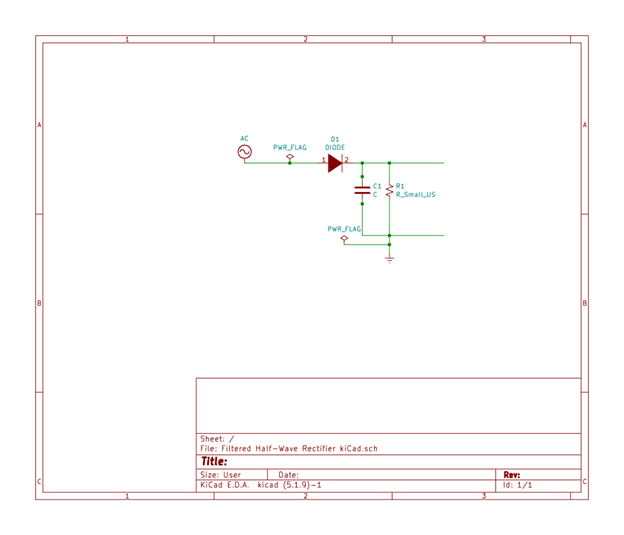 1 2 3
A A
AC
D1
DIODE
PWR_FLAG
1 2
C1 R1
C R_Small_US
PWR_FLAG
B B
Sheet: /
File: Filtered Half-Wave Rectifier kiCad.sch
Title:
Size: User Date: Rev:
KiCad E.D.A. kicad (5.1.9)-1 Id: 1/1
C C
1 2 3